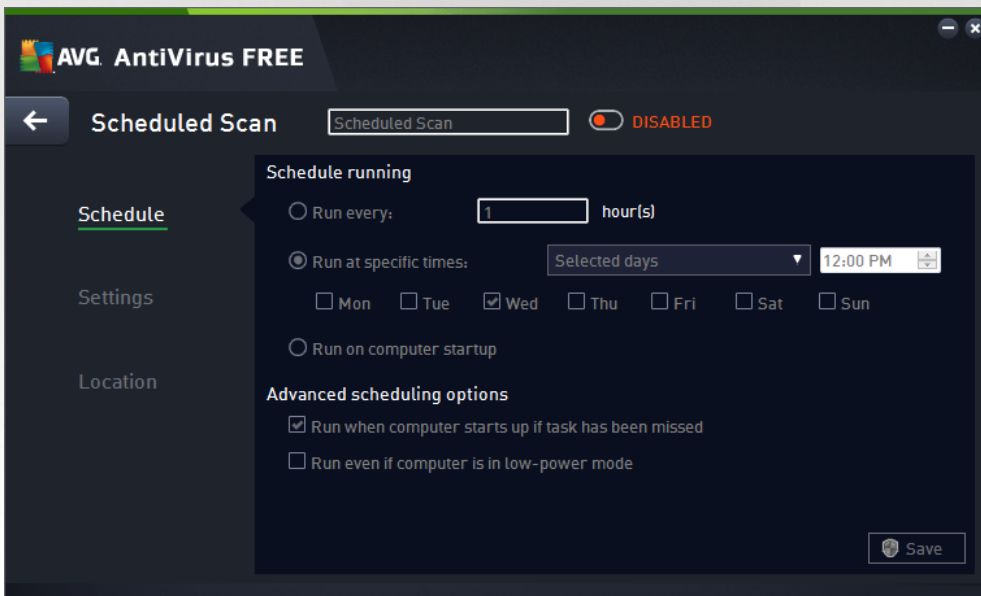 AVG. AntiVirus FREE
Scheduled Scan
Scheduled Scan
DISABLED
Schedule
Settings
Location
Schedule running
Run every:
1
hour(s)
Run at specific times:
Selected days
12:00 PM
Mon
Tue
Wed
Thu
Fri
Sat
Sun
Run on computer startup
Advanced scheduling options
Run when computer starts up if task has been missed
Run even if computer is in low-power mode
Save